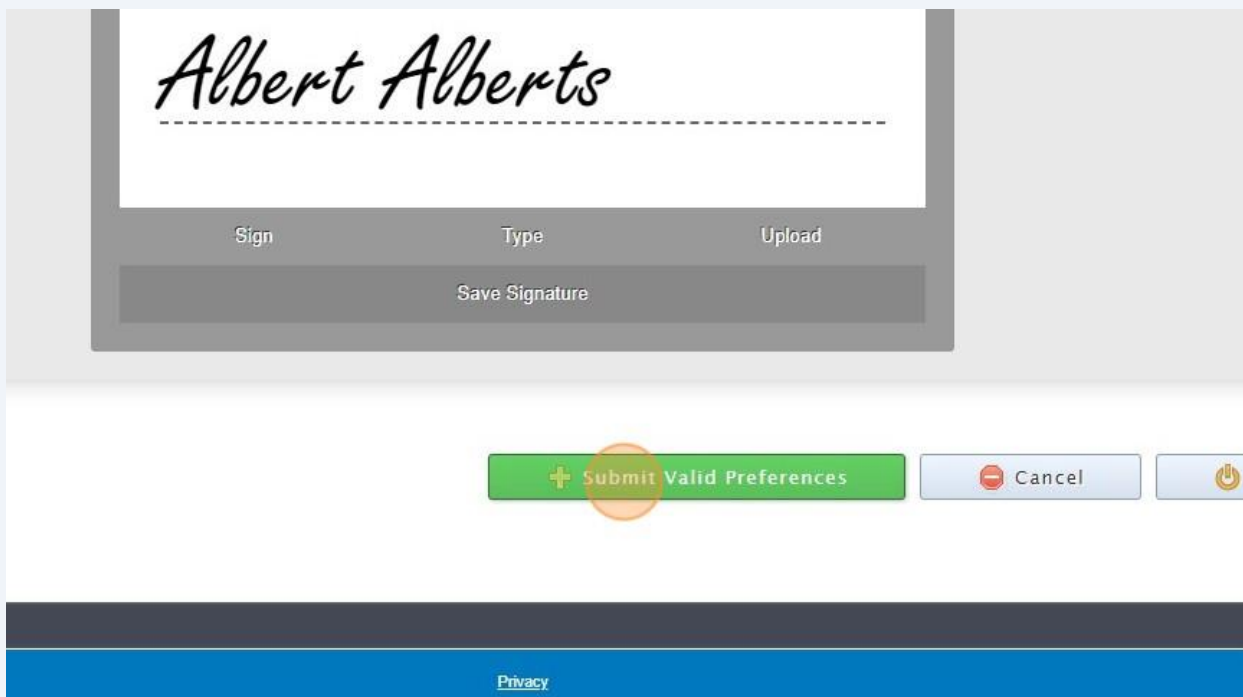 Albert Alberts
Sign Type Upload
Save Signature
Submit Valid Preferences Cancel
Privacy